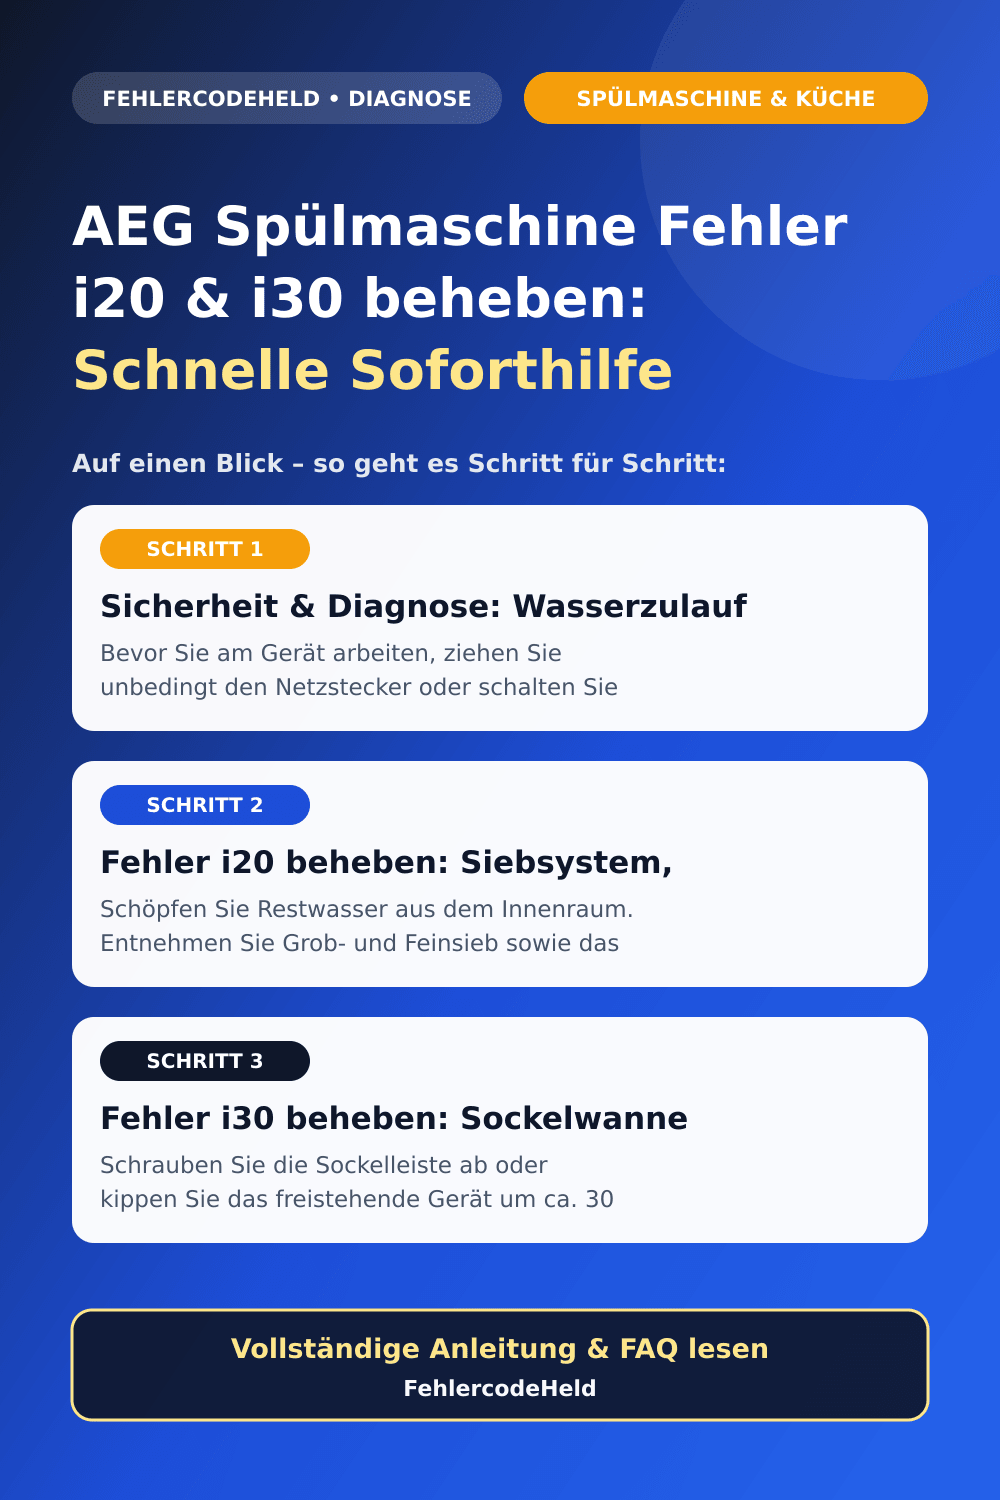 FEHLERCODEHELD • DIAGNOSE
SPÜLMASCHINE & KÜCHE
AEG Spülmaschine Fehler
i20 & i30 beheben:
Schnelle Soforthilfe
Auf einen Blick – so geht es Schritt für Schritt:
SCHRITT 1
Sicherheit & Diagnose: Wasserzulauf
Bevor Sie am Gerät arbeiten, ziehen Sie
unbedingt den Netzstecker oder schalten Sie
SCHRITT 2
Fehler i20 beheben: Siebsystem,
Schöpfen Sie Restwasser aus dem Innenraum.
Entnehmen Sie Grob- und Feinsieb sowie das
SCHRITT 3
Fehler i30 beheben: Sockelwanne
Schrauben Sie die Sockelleiste ab oder
kippen Sie das freistehende Gerät um ca. 30
Vollständige Anleitung & FAQ lesen
FehlercodeHeld